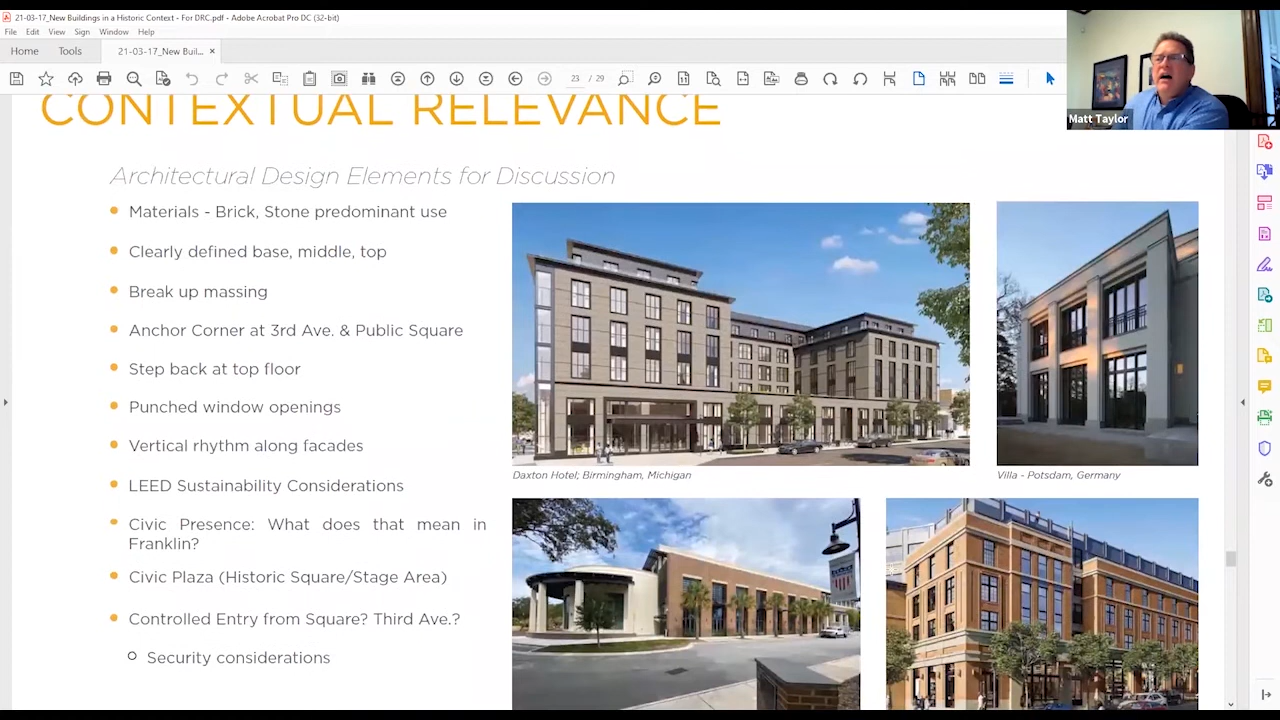 21-03-17_New Buildings in a Historic Context - For DRC.pdf - Adobe Acrobat Pro DC (32-bit)
File Edit View Sign Window Help
Home Tools 21-03-17_New Buil... ×
23 / 29
Matt Taylor
CONTEXTUAL RELEVANCE
Architectural Design Elements for Discussion
Materials - Brick, Stone predominant use
Clearly defined base, middle, top
Break up massing
Anchor Corner at 3rd Ave. & Public Square
Step back at top floor
Punched window openings
Vertical rhythm along facades
LEED Sustainability Considerations
Civic Presence: What does that mean in
Franklin?
Civic Plaza (Historic Square/Stage Area)
Controlled Entry from Square? Third Ave.?
Security considerations
Daxton Hotel; Birmingham, Michigan
Villa - Potsdam, Germany